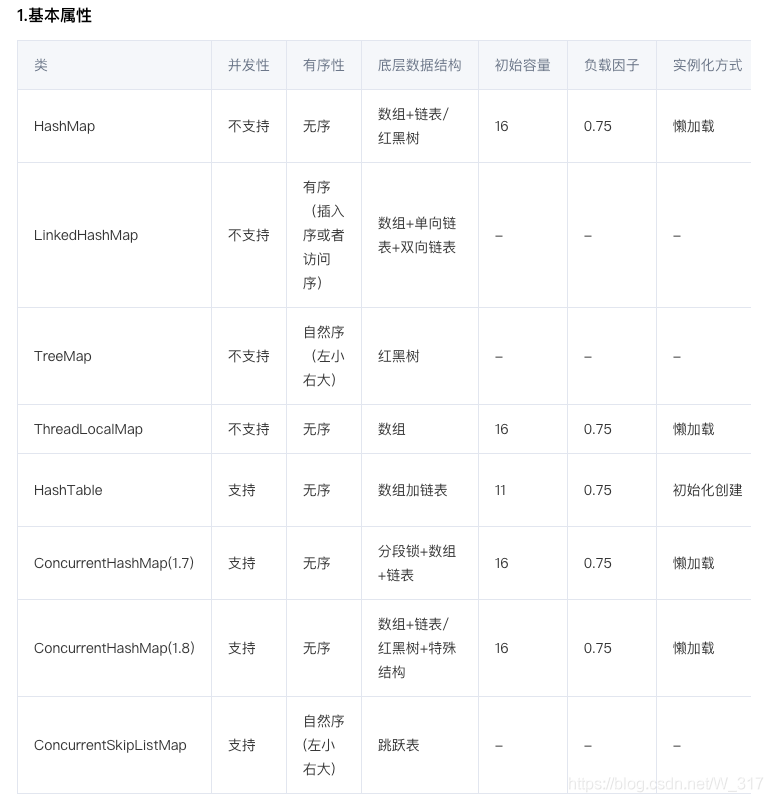 1.基本属性
类 并发性 有序性 底层数据结构 初始容量 负载因子 实例化方式
HashMap 不支持 无序 数组+链表/ 16 0.75 懒加载
红黑树
LinkedHashMap 不支持 有序 数组+单向链 – – –
（插入 表+双向链表
序或者
访问
序）
TreeMap 不支持 自然序 红黑树 – – –
（左小
右大）
ThreadLocalMap 不支持 无序 数组 16 0.75 懒加载
HashTable 支持 无序 数组加链表 11 0.75 初始化创建
ConcurrentHashMap(1.7) 支持 无序 分段锁+数组 16 0.75 懒加载
+链表
ConcurrentHashMap(1.8) 支持 无序 数组+链表/ 16 0.75 懒加载
红黑树+特殊
结构
ConcurrentSkipListMap 支持 自然序 跳跃表 – – –
(左小
右大）
https://blog.csdn.net/W_317